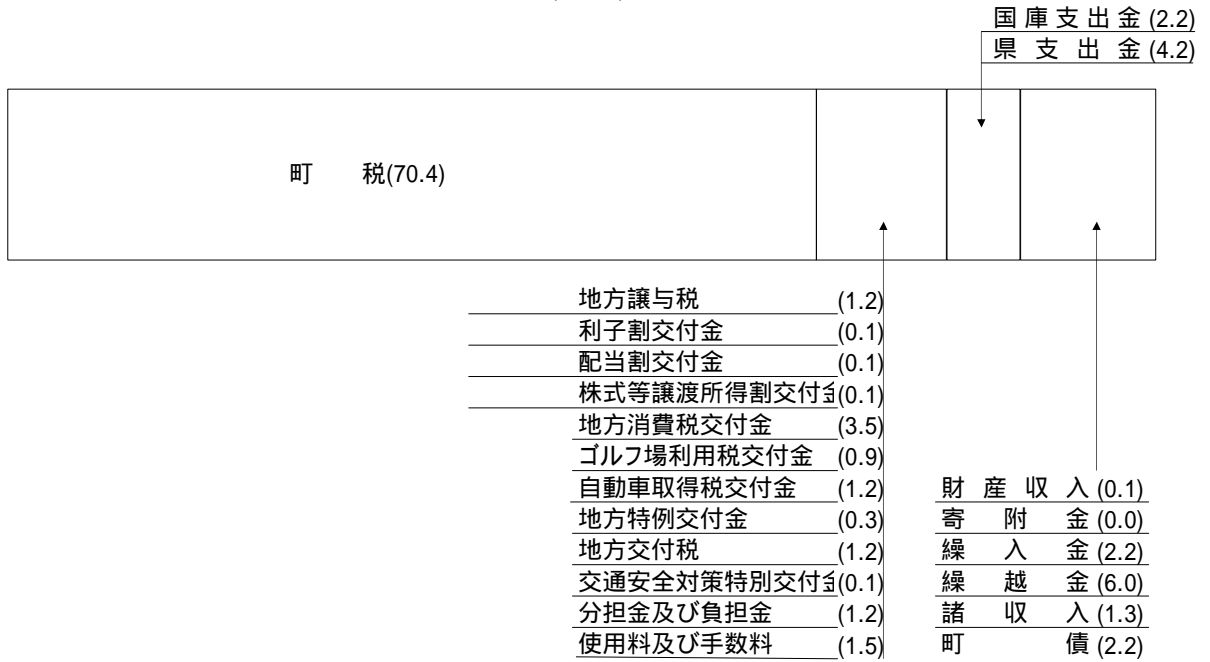 国庫支出金 (2.2)
県支出金 (4.2)
町 税(70.4)
地方譲与税 (1.2)
利子割交付金 (0.1)
配当割交付金 (0.1)
株式等譲渡所得割交付金(0.1)
地方消費税交付金 (3.5)
ゴルフ場利用税交付金 (0.9)
自動車取得税交付金 (1.2)
地方特例交付金 (0.3)
地方交付税 (1.2)
交通安全対策特別交付金(0.1)
分担金及び負担金 (1.2)
使用料及び手数料 (1.5)
財産収入 (0.1)
寄附金 (0.0)
繰入金 (2.2)
繰越金 (6.0)
諸収入 (1.3)
町債 (2.2)